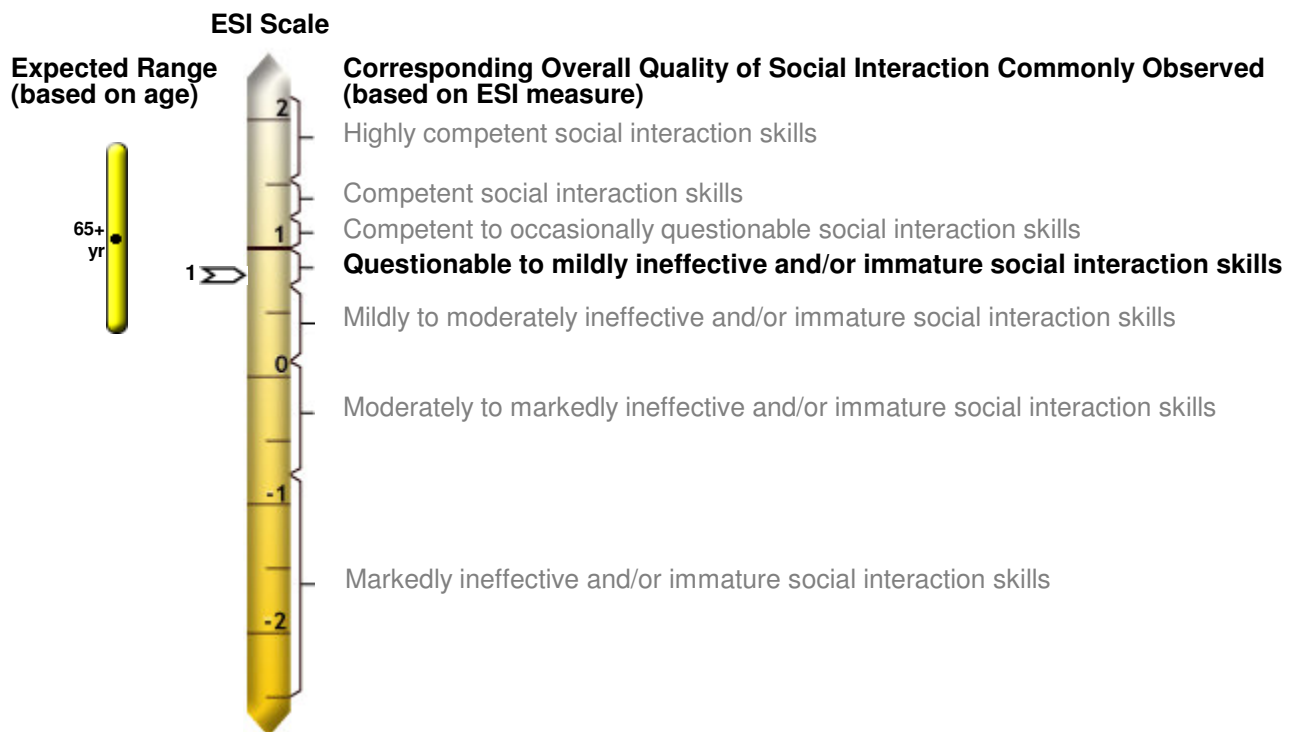 ESI Scale
Expected Range
(based on age)
Corresponding Overall Quality of Social Interaction Commonly Observed
(based on ESI measure)
2
Highly competent social interaction skills
Competent social interaction skills
65+
yr
1
Competent to occasionally questionable social interaction skills
1
Questionable to mildly ineffective and/or immature social interaction skills
Mildly to moderately ineffective and/or immature social interaction skills
0
Moderately to markedly ineffective and/or immature social interaction skills
-1
Markedly ineffective and/or immature social interaction skills
-2